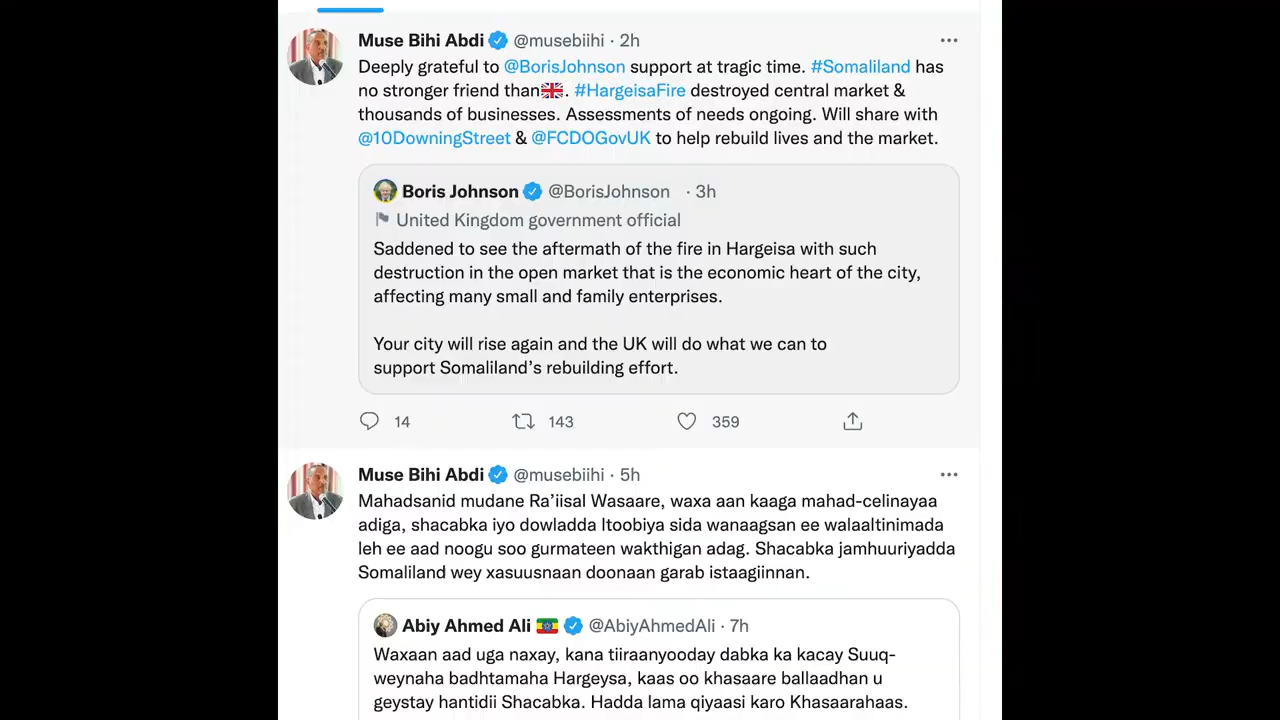 Muse Bihi Abdi @musebiihi · 2h
Deeply grateful to @BorisJohnson support at tragic time. #Somaliland has
no stronger friend than🇬🇧. #HargeisaFire destroyed central market &
thousands of businesses. Assessments of needs ongoing. Will share with
@10DowningStreet & @FCDOGovUK to help rebuild lives and the market.
Boris Johnson @BorisJohnson · 3h
United Kingdom government official
Saddened to see the aftermath of the fire in Hargeisa with such
destruction in the open market that is the economic heart of the city,
affecting many small and family enterprises.
Your city will rise again and the UK will do what we can to
support Somaliland's rebuilding effort.
14 143 359
Muse Bihi Abdi @musebiihi · 5h
Mahadsanid mudane Ra'iisal Wasaare, waxa aan kaaga mahad-celinayaa
adiga, shacabka iyo dowladda Itoobiya sida wanaagsan ee walaaltinimada
leh ee aad noogu soo gurmateen wakthigan adag. Shacabka jamhuuriyadda
Somaliland wey xasuusnaan doonaan garab istaagiinnan.
Abiy Ahmed Ali 🇪🇹 @AbiyAhmedAli · 7h
Waxaan aad uga naxay, kana tiiraanyooday dabka ka kacay Suuq-
weynaha badhtamaha Hargeysa, kaas oo khasaare ballaadhan u
geystay hantidii Shacabka. Hadda lama qiyaasi karo Khasaarahaas.